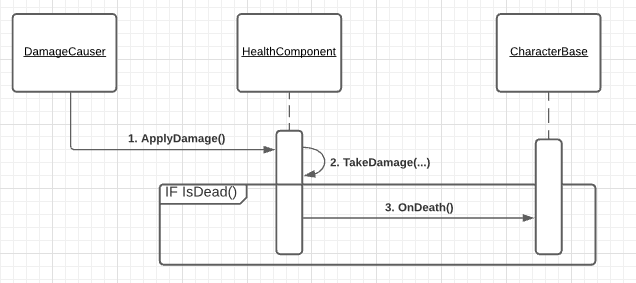 DamageCauser
HealthComponent
CharacterBase
1. ApplyDamage()
2. TakeDamage(...)
IF IsDead()
3. OnDeath()